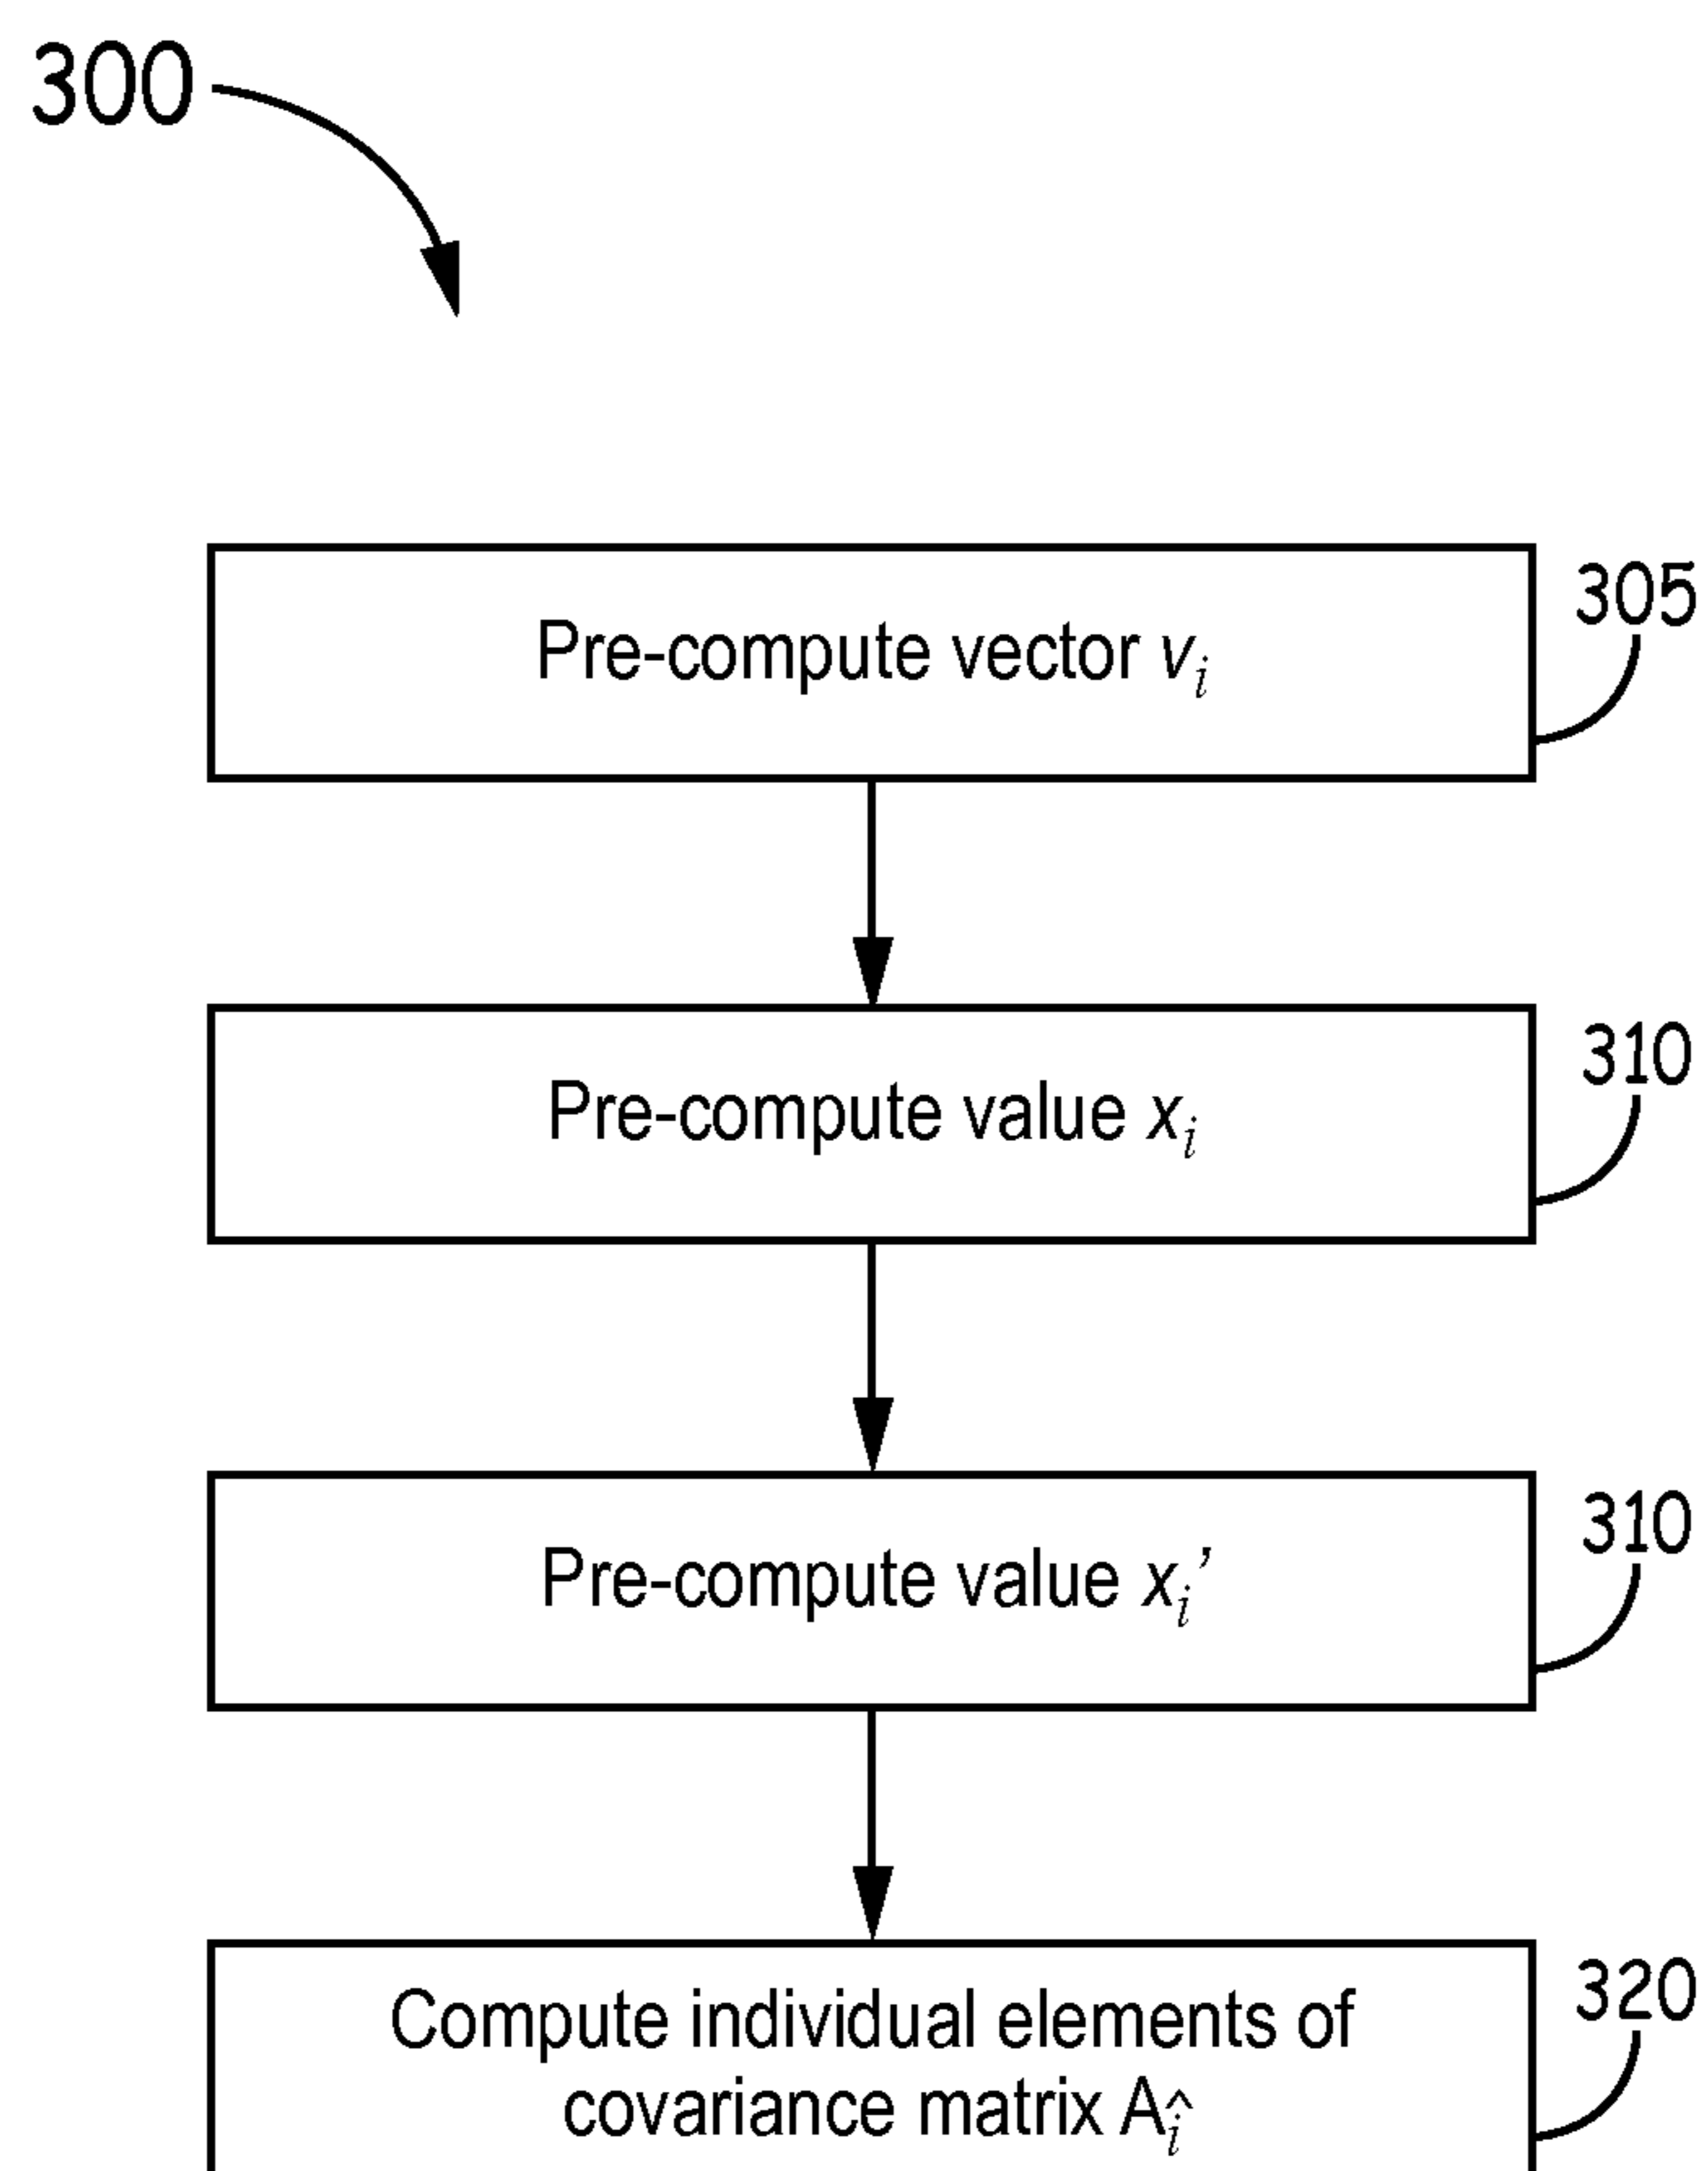 300
Pre-compute vector vᵢ
305
Pre-compute value xᵢ
310
Pre-compute value xᵢ’
310
Compute individual elements of
covariance matrix A_î
320